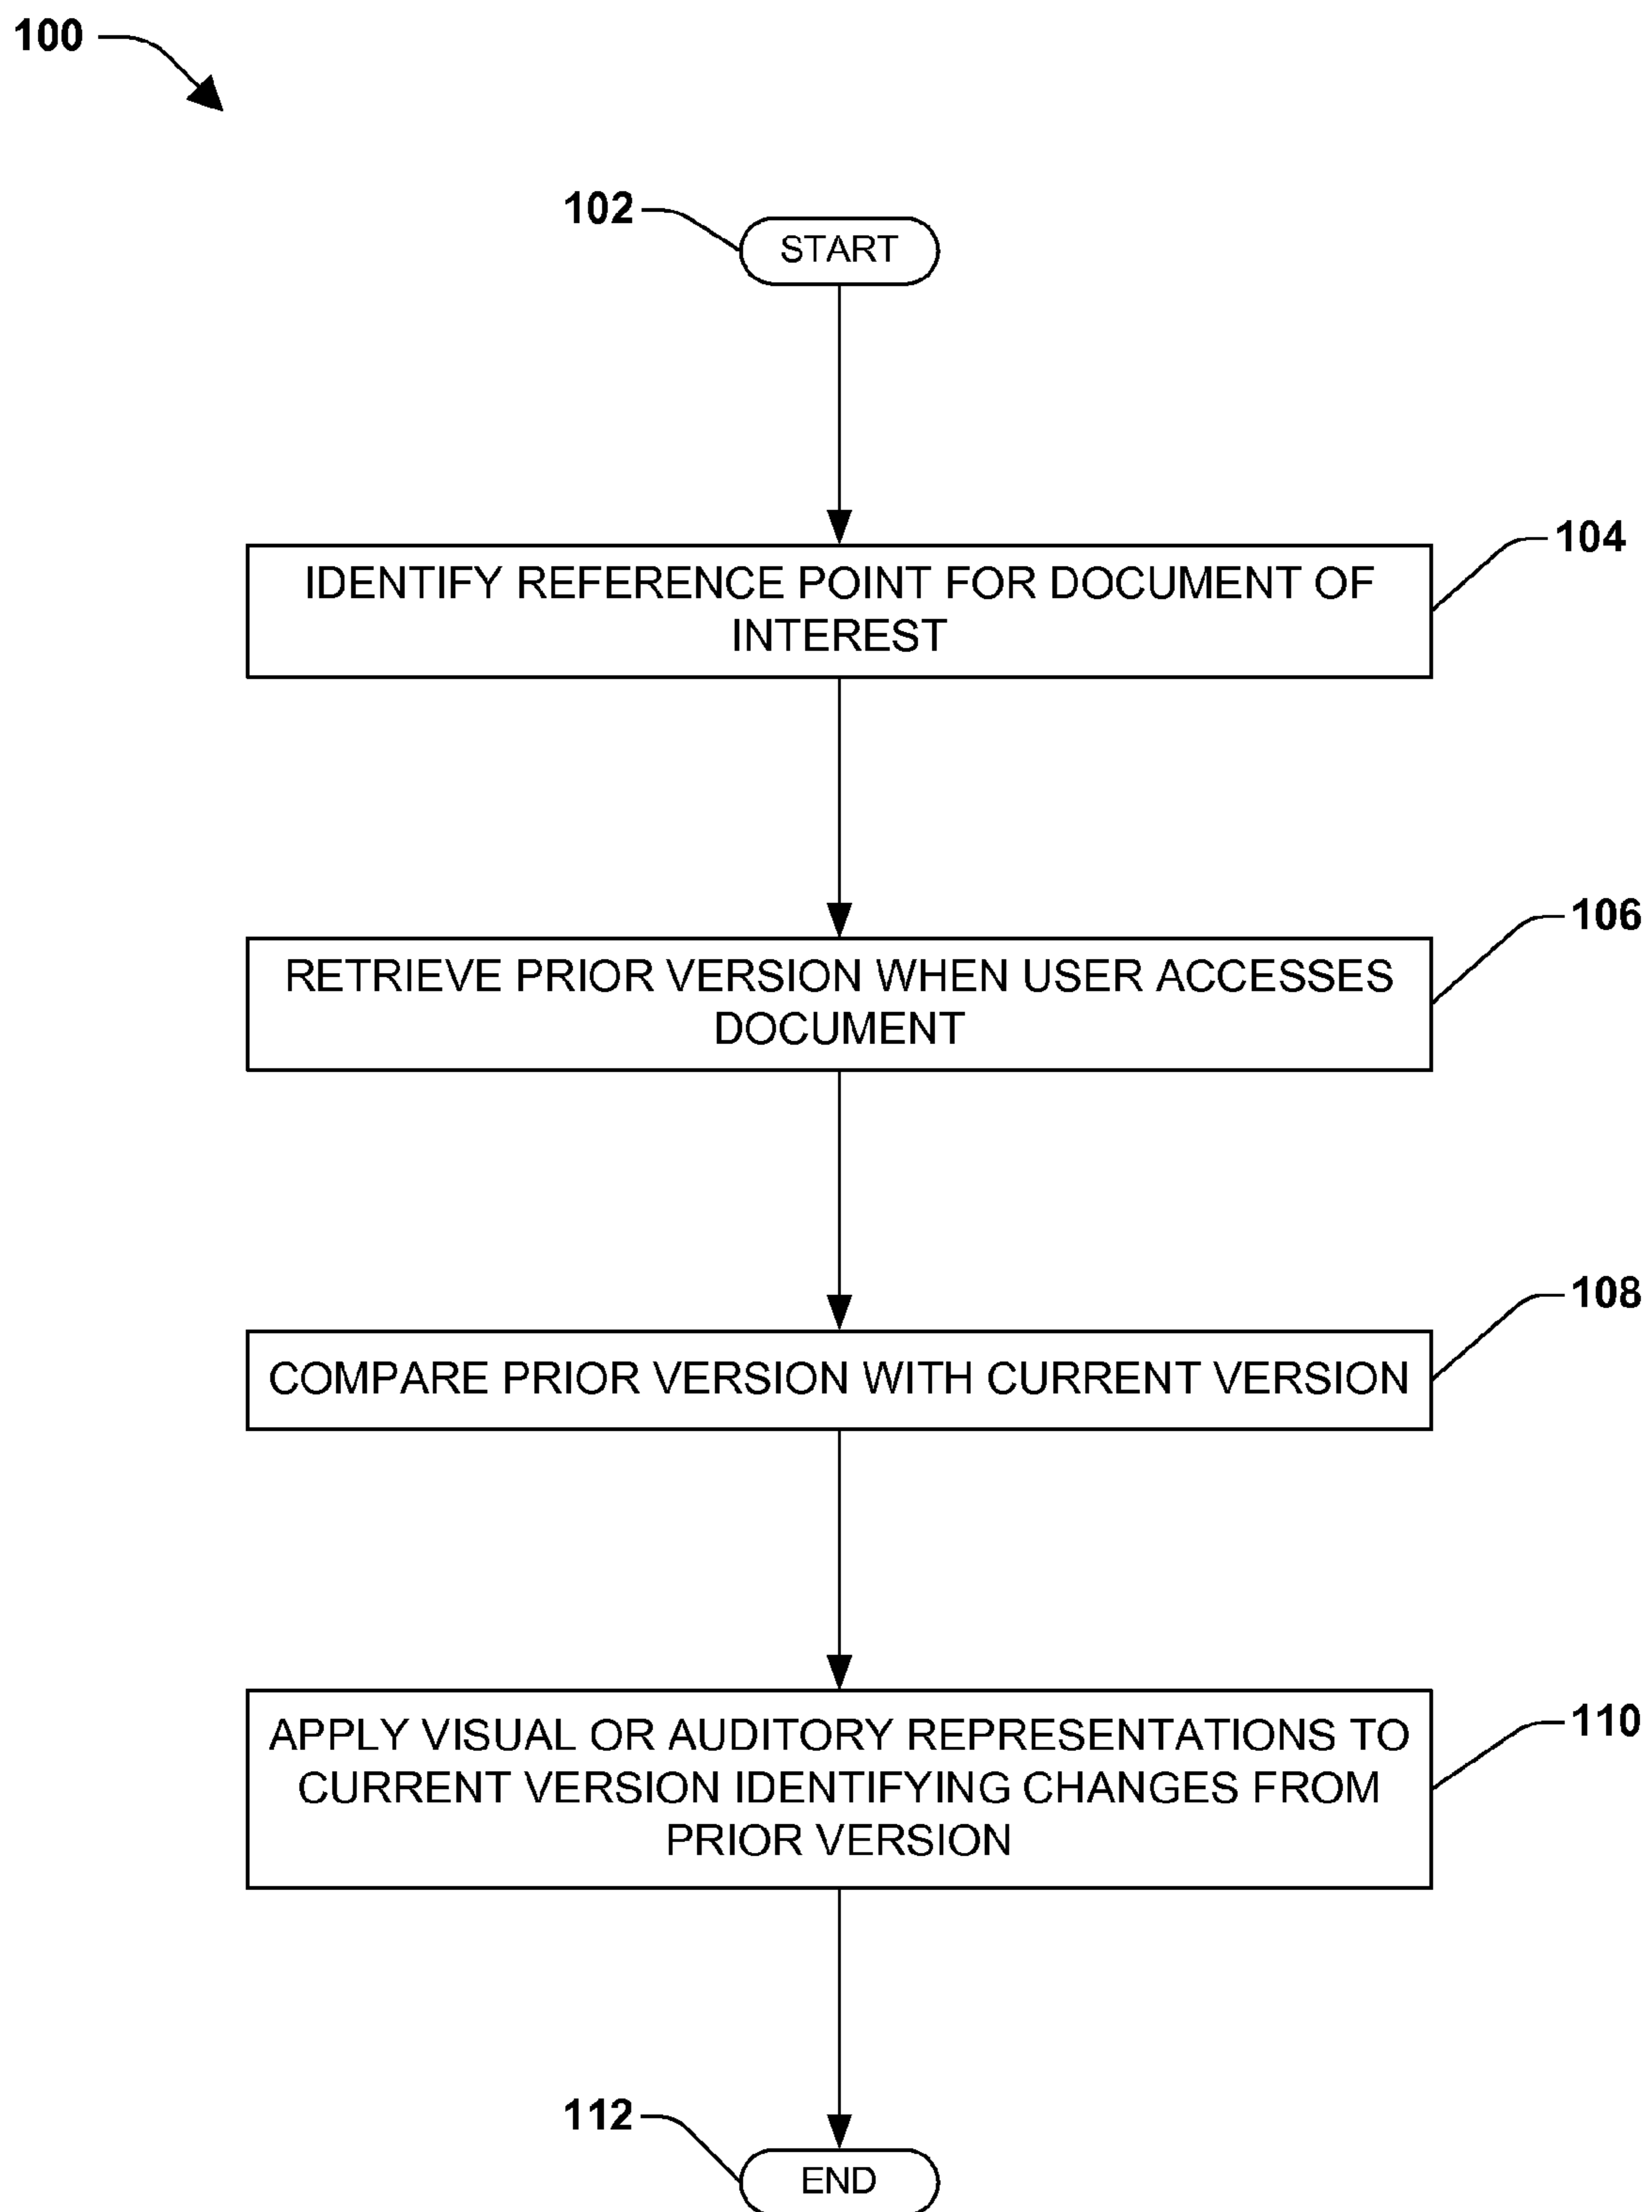 100
102
START
104
IDENTIFY REFERENCE POINT FOR DOCUMENT OF
INTEREST
106
RETRIEVE PRIOR VERSION WHEN USER ACCESSES
DOCUMENT
108
COMPARE PRIOR VERSION WITH CURRENT VERSION
110
APPLY VISUAL OR AUDITORY REPRESENTATIONS TO
CURRENT VERSION IDENTIFYING CHANGES FROM
PRIOR VERSION
112
END